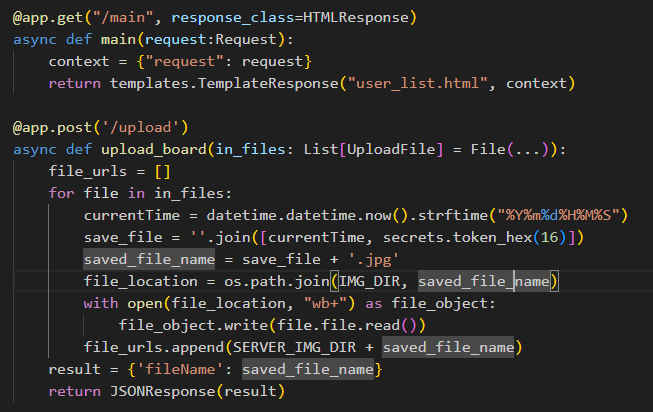 @app.get("/main", response_class=HTMLResponse)
async def main(request:Request):
    context = {"request": request}
    return templates.TemplateResponse("user_list.html", context)

@app.post('/upload')
async def upload_board(in_files: List[UploadFile] = File(...)):
    file_urls = []
    for file in in_files:
        currentTime = datetime.datetime.now().strftime("%Y%m%d%H%M%S")
        save_file = ''.join([currentTime, secrets.token_hex(16)])
        saved_file_name = save_file + '.jpg'
        file_location = os.path.join(IMG_DIR, saved_file_name)
        with open(file_location, "wb+") as file_object:
            file_object.write(file.file.read())
        file_urls.append(SERVER_IMG_DIR + saved_file_name)
    result = {'fileName': saved_file_name}
    return JSONResponse(result)